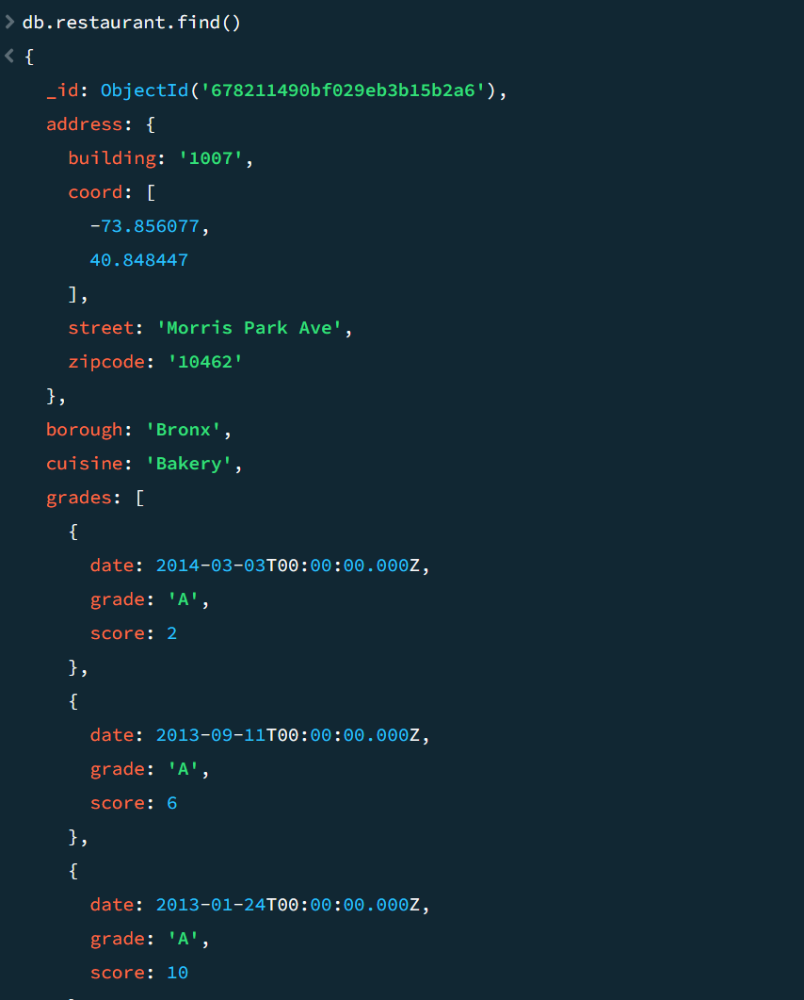 > db.restaurant.find()
< {
_id: ObjectId('678211490bf029eb3b15b2a6'),
address: {
building: '1007',
coord: [
-73.856077,
40.848447
],
street: 'Morris Park Ave',
zipcode: '10462'
},
borough: 'Bronx',
cuisine: 'Bakery',
grades: [
{
date: 2014-03-03T00:00:00.000Z,
grade: 'A',
score: 2
},
{
date: 2013-09-11T00:00:00.000Z,
grade: 'A',
score: 6
},
{
date: 2013-01-24T00:00:00.000Z,
grade: 'A',
score: 10